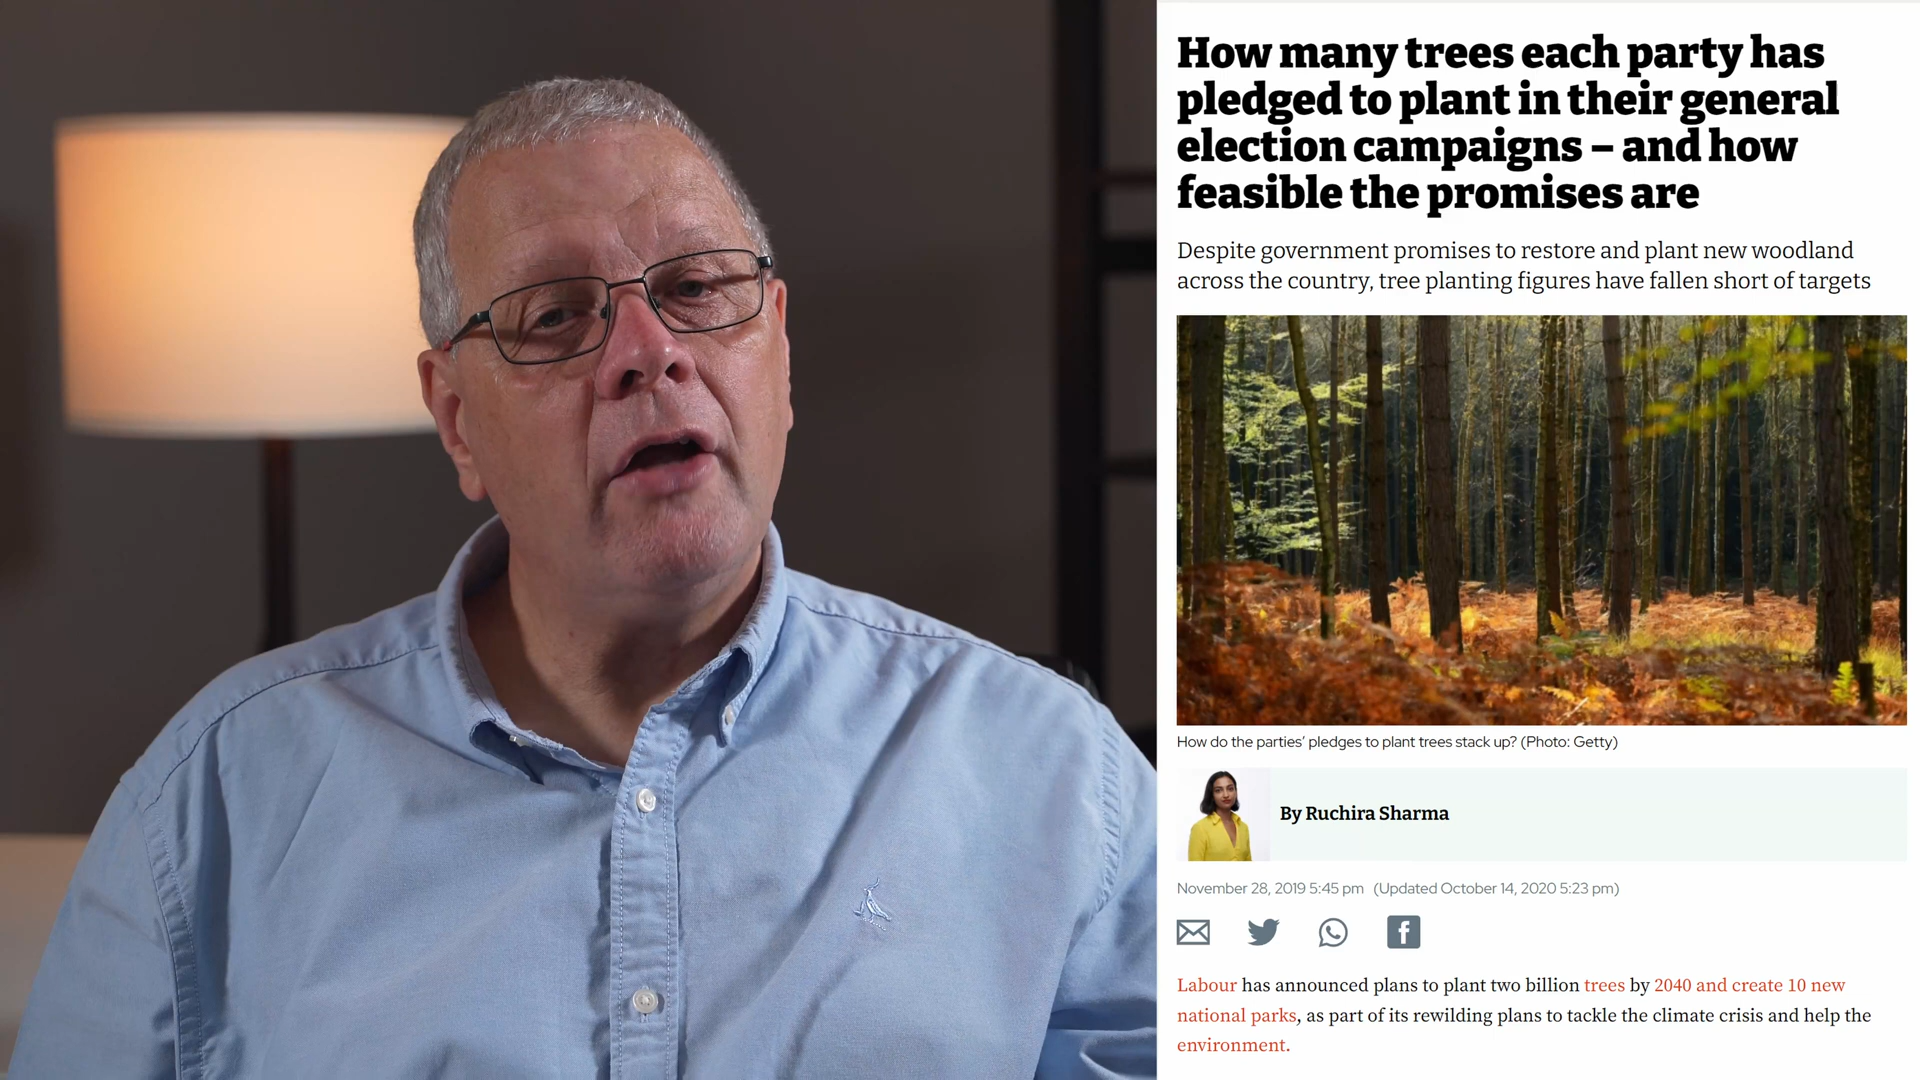 How many trees each party has
pledged to plant in their general
election campaigns – and how
feasible the promises are
Despite government promises to restore and plant new woodland
across the country, tree planting figures have fallen short of targets
How do the parties' pledges to plant trees stack up? (Photo: Getty)
By Ruchira Sharma
November 28, 2019 5:45 pm (Updated October 14, 2020 5:23 pm)
Labour has announced plans to plant two billion trees by 2040 and create 10 new
national parks, as part of its rewilding plans to tackle the climate crisis and help the
environment.